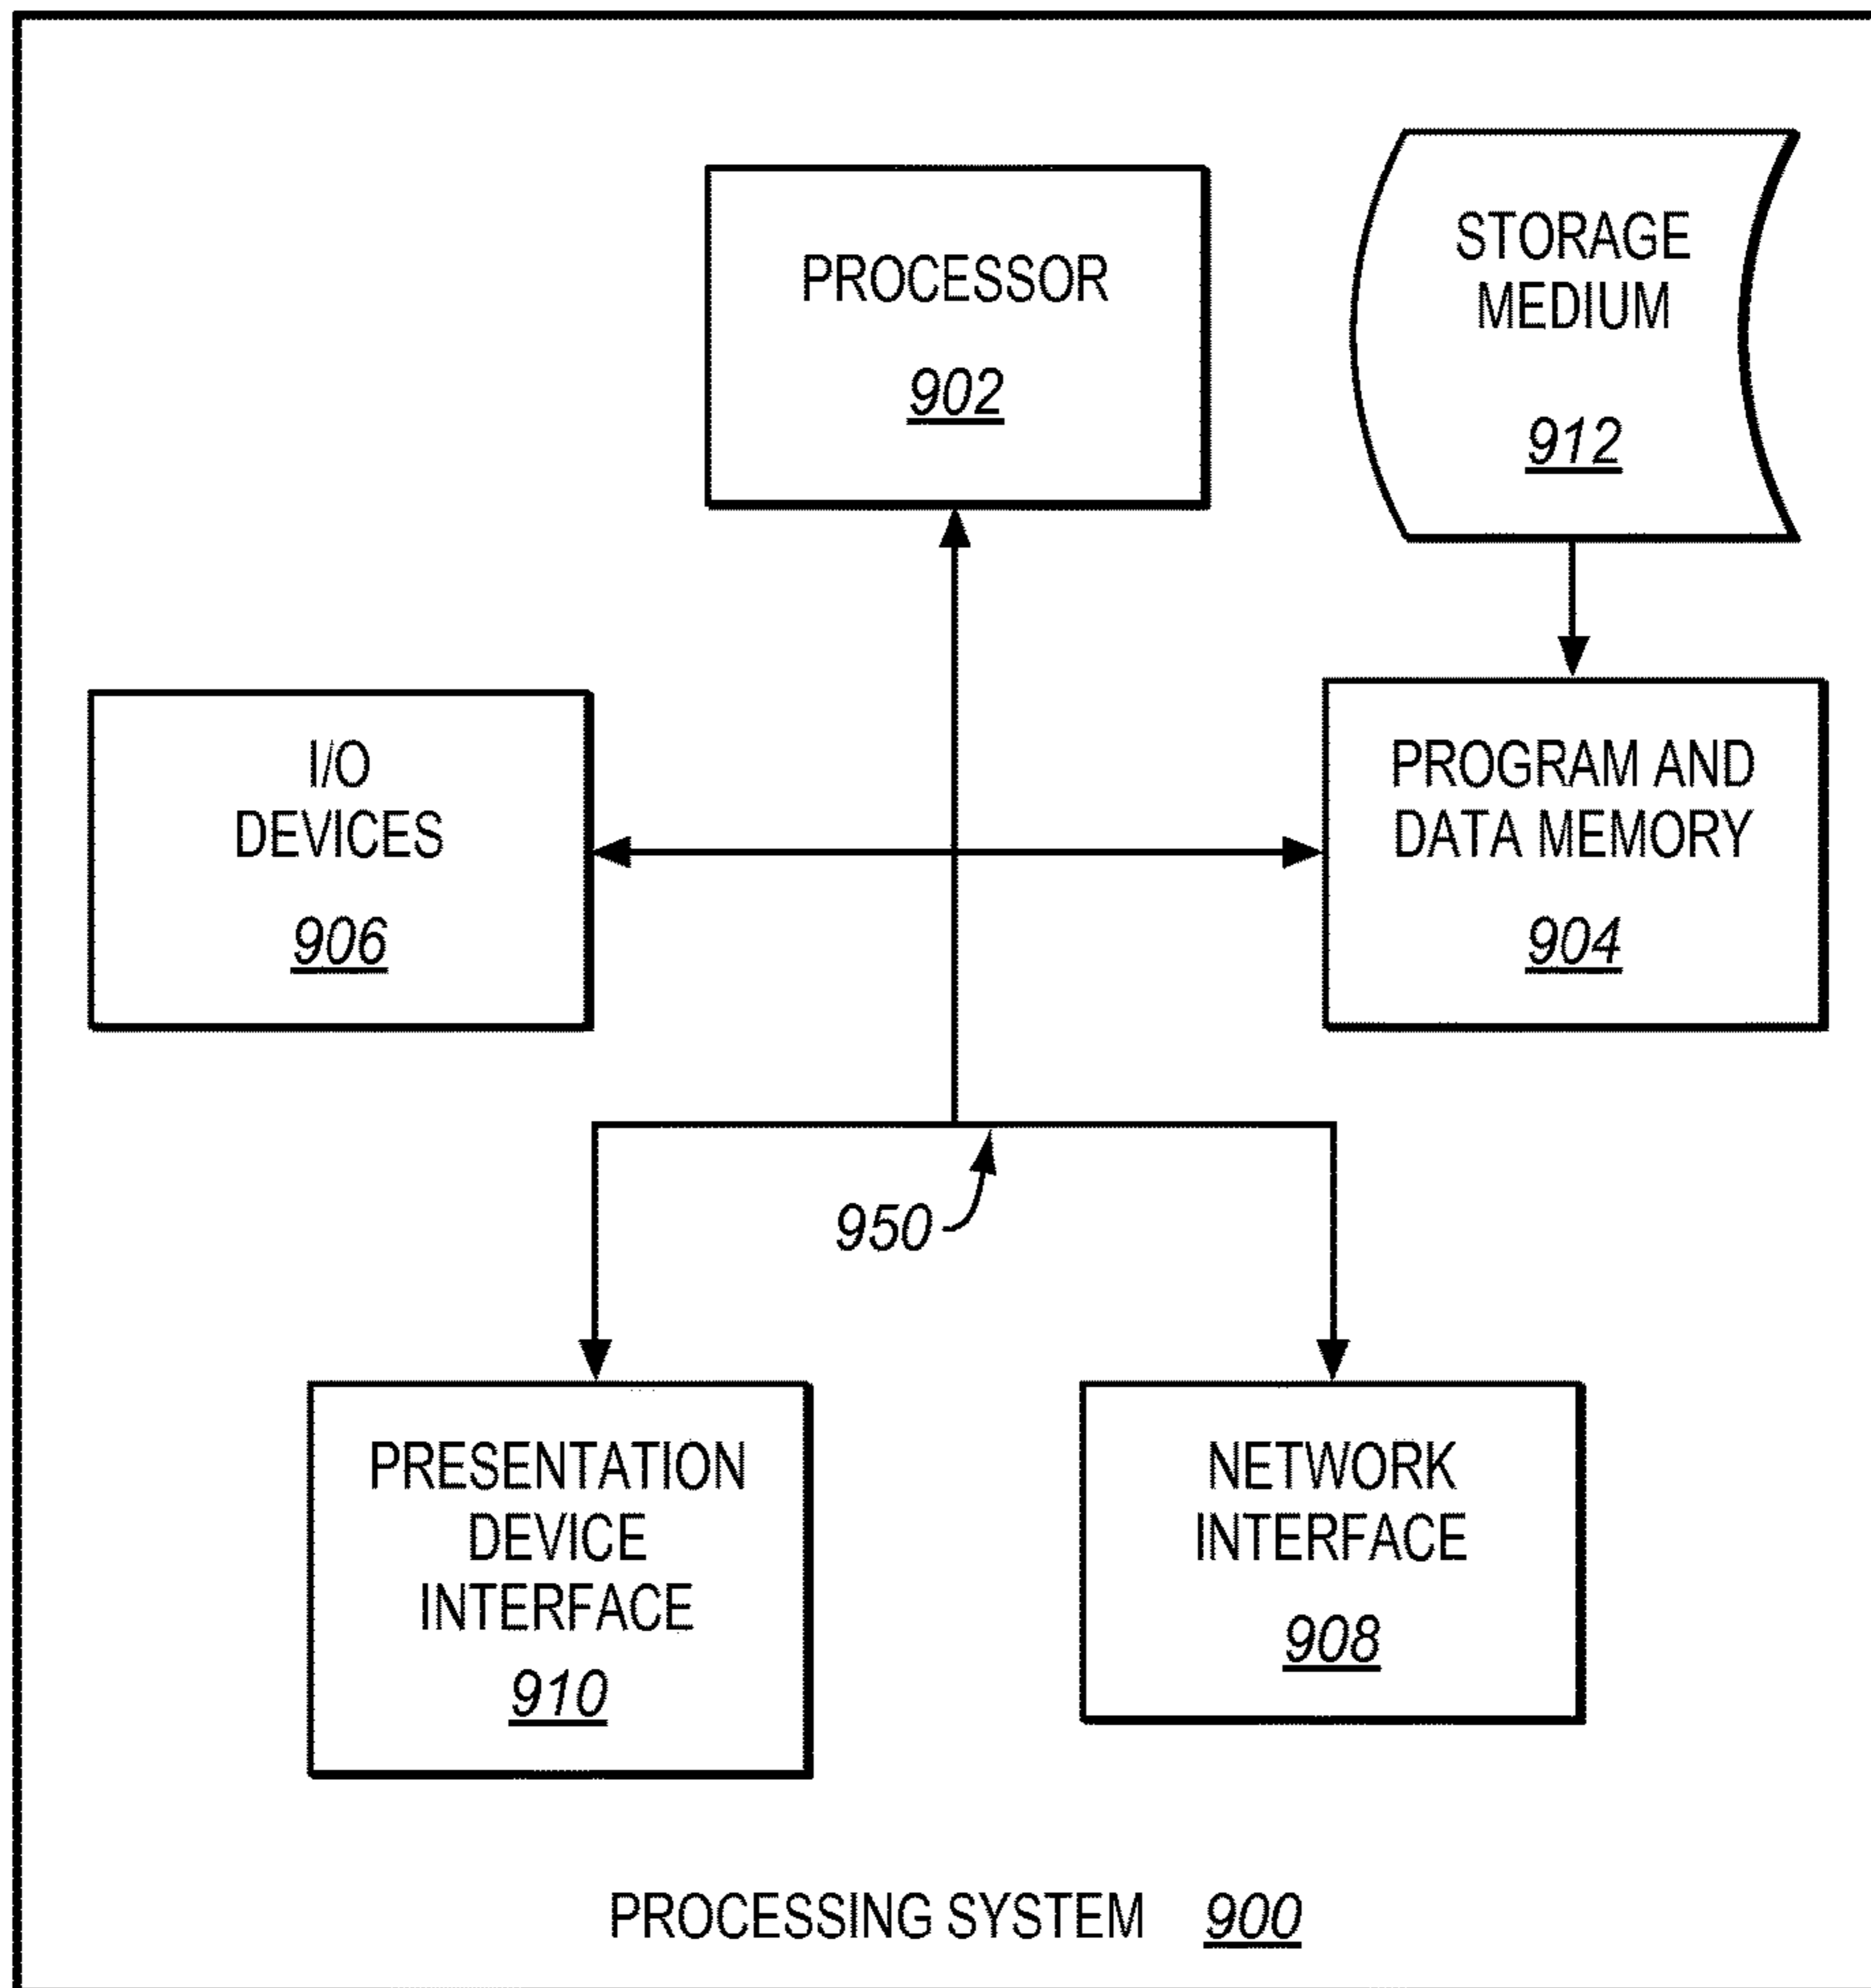 PROCESSOR
902
STORAGE
MEDIUM
912
I/O
DEVICES
906
PROGRAM AND
DATA MEMORY
904
950
PRESENTATION
DEVICE
INTERFACE
910
NETWORK
INTERFACE
908
PROCESSING SYSTEM 900